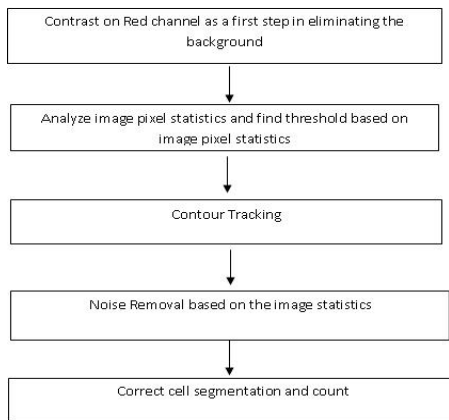 Contrast on Red channel as a first step in eliminating the
background
Analyze image pixel statistics and find threshold based on
image pixel statistics
Contour Tracking
Noise Removal based on the image statistics
Correct cell segmentation and count